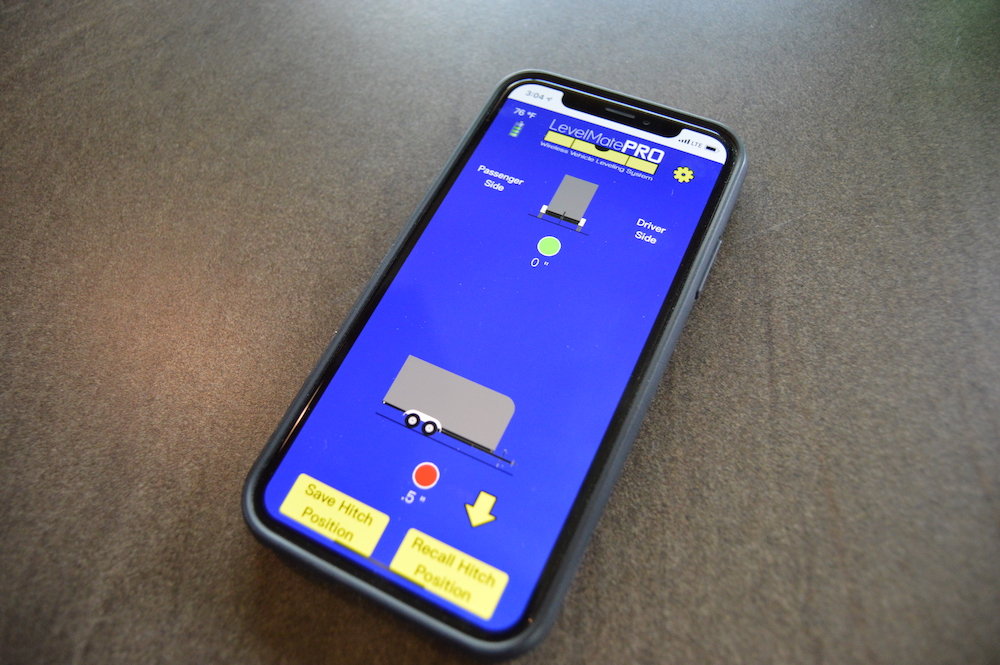 3:04
LTE
76 °F
LevelMatePRO
Wireless Vehicle Leveling System
Passenger
Side
Driver
Side
0 "
.5 "
Save Hitch
Position
Recall Hitch
Position